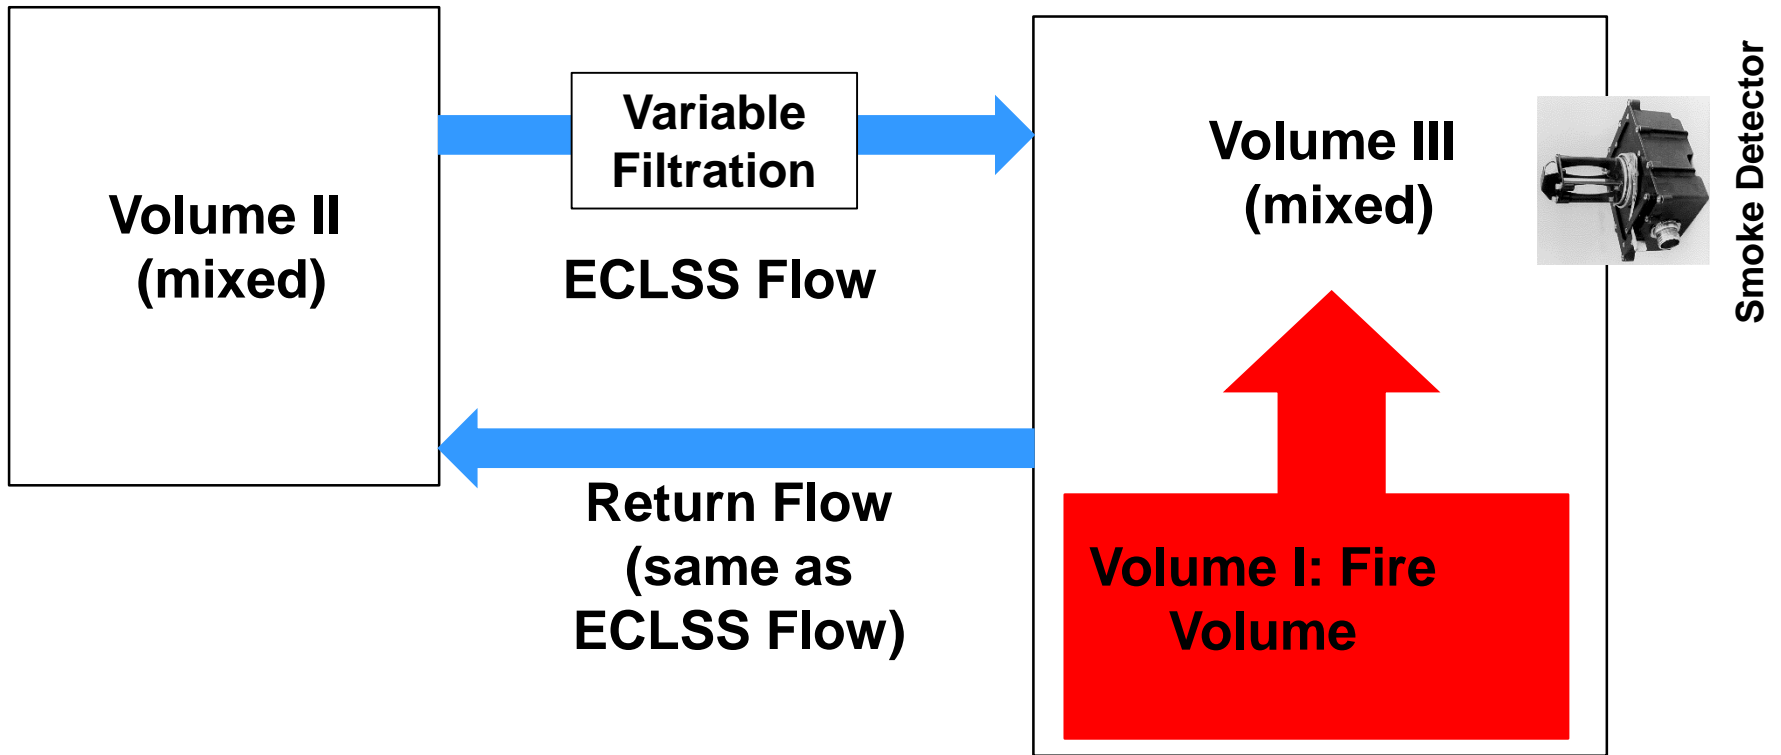 Volume II
(mixed)
Variable
Filtration
ECLSS Flow
Return Flow
(same as
ECLSS Flow)
Volume III
(mixed)
Volume I: Fire
Volume
Smoke Detector